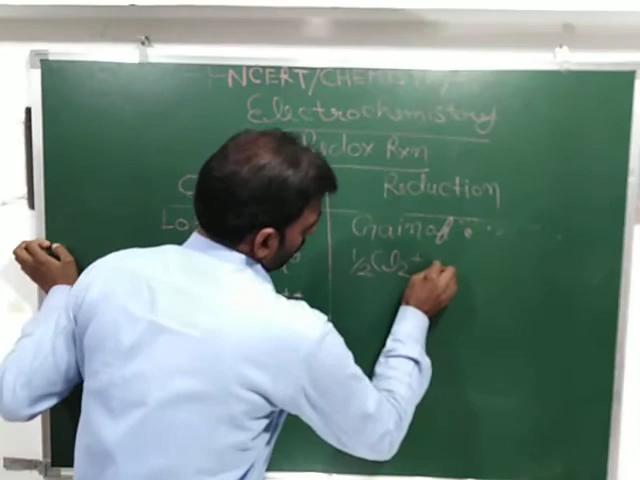 NCERT/CHEMISTRY
Electrochemistry
Redox Rxn
Reduction
Gain of
½Cl₂ +